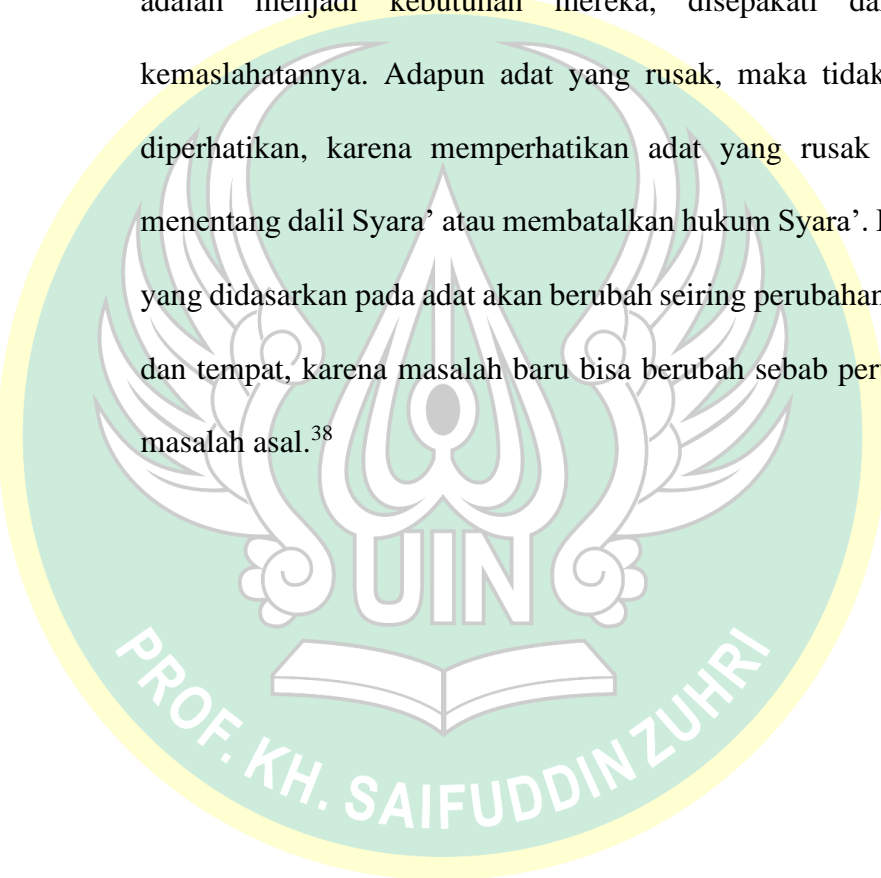 adalah menjadi kebutuhan mereka, disepakati
kemaslahatannya. Adapun adat yang rusak, maka tidak
diperhatikan, karena memperhatikan adat yang rusak
menentang dalil Syara’ atau membatalkan hukum Syara’.
yang didasarkan pada adat akan berubah seiring perubahan
dan tempat, karena masalah baru bisa berubah sebab
masalah asal.³⁸
UIN
PROF. KH. SAIFUDDIN ZUHRI